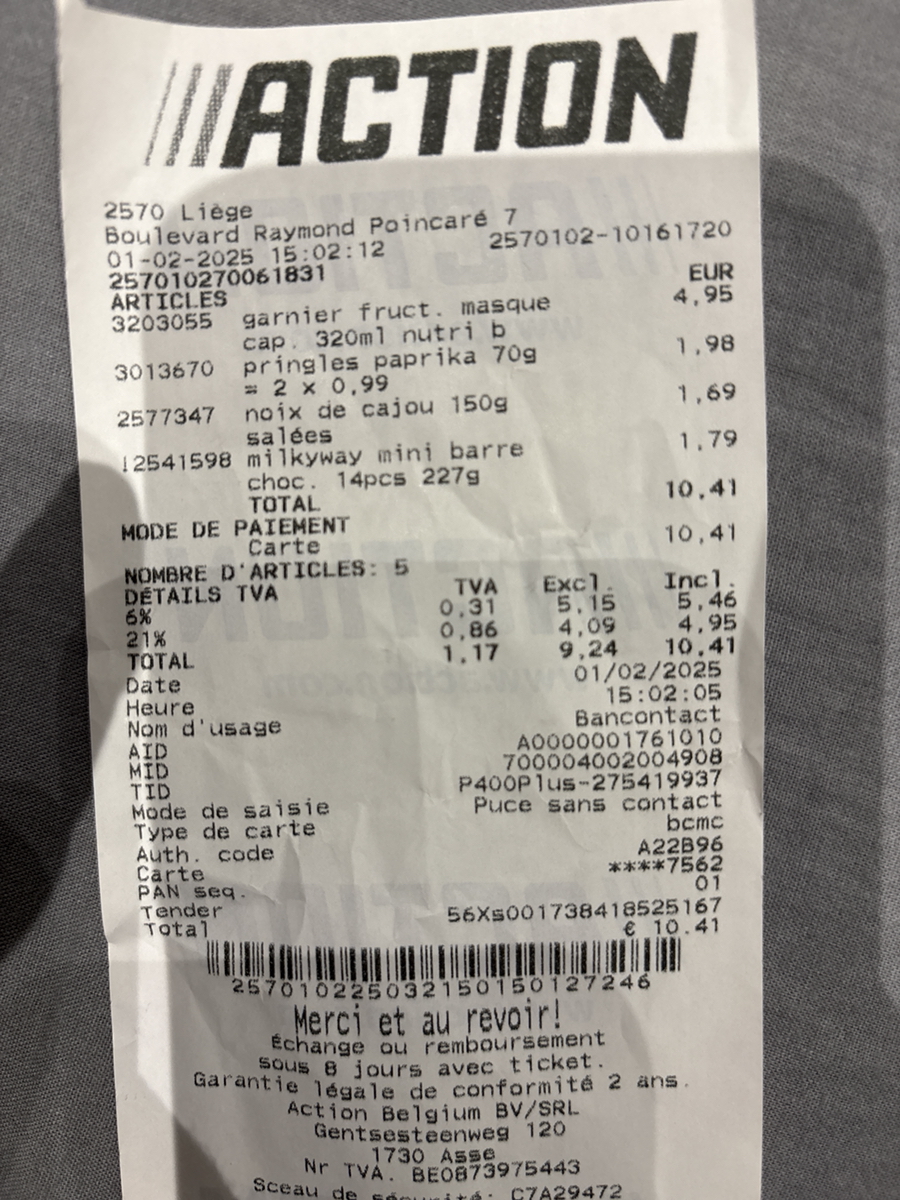 ACTION
2570 Liège
Boulevard Raymond Poincaré 7
01-02-2025 15:02:12 2570102-10161720
257010270061831
ARTICLES EUR
3203055 garnier fruct. masque 4,95
cap. 320ml nutri b
3013670 pringles paprika 70g 1,98
= 2 x 0,99
2577347 noix de cajou 150g 1,69
salées
!2541598 milkyway mini barre 1,79
choc. 14pcs 227g
TOTAL 10,41
MODE DE PAIEMENT
Carte 10,41
NOMBRE D'ARTICLES: 5
DÉTAILS TVA TVA Excl. Incl.
6% 0,31 5,15 5,46
21% 0,86 4,09 4,95
TOTAL 1,17 9,24 10,41
Date 01/02/2025
Heure 15:02:05
Nom d'usage Bancontact
AID A0000001761010
MID 700004002004908
TID P400Plus-275419937
Mode de saisie Puce sans contact
Type de carte bcmc
Auth. code A22B96
Carte ****7562
PAN seq. 01
Tender 56Xs001738418525167
Total € 10.41
257010225032150150127246
Merci et au revoir!
Échange ou remboursement
sous 8 jours avec ticket.
Garantie légale de conformité 2 ans.
Action Belgium BV/SRL
Gentsesteenweg 120
1730 Asse
Nr TVA. BE0873975443
Sceau de sécurité: C7A29472